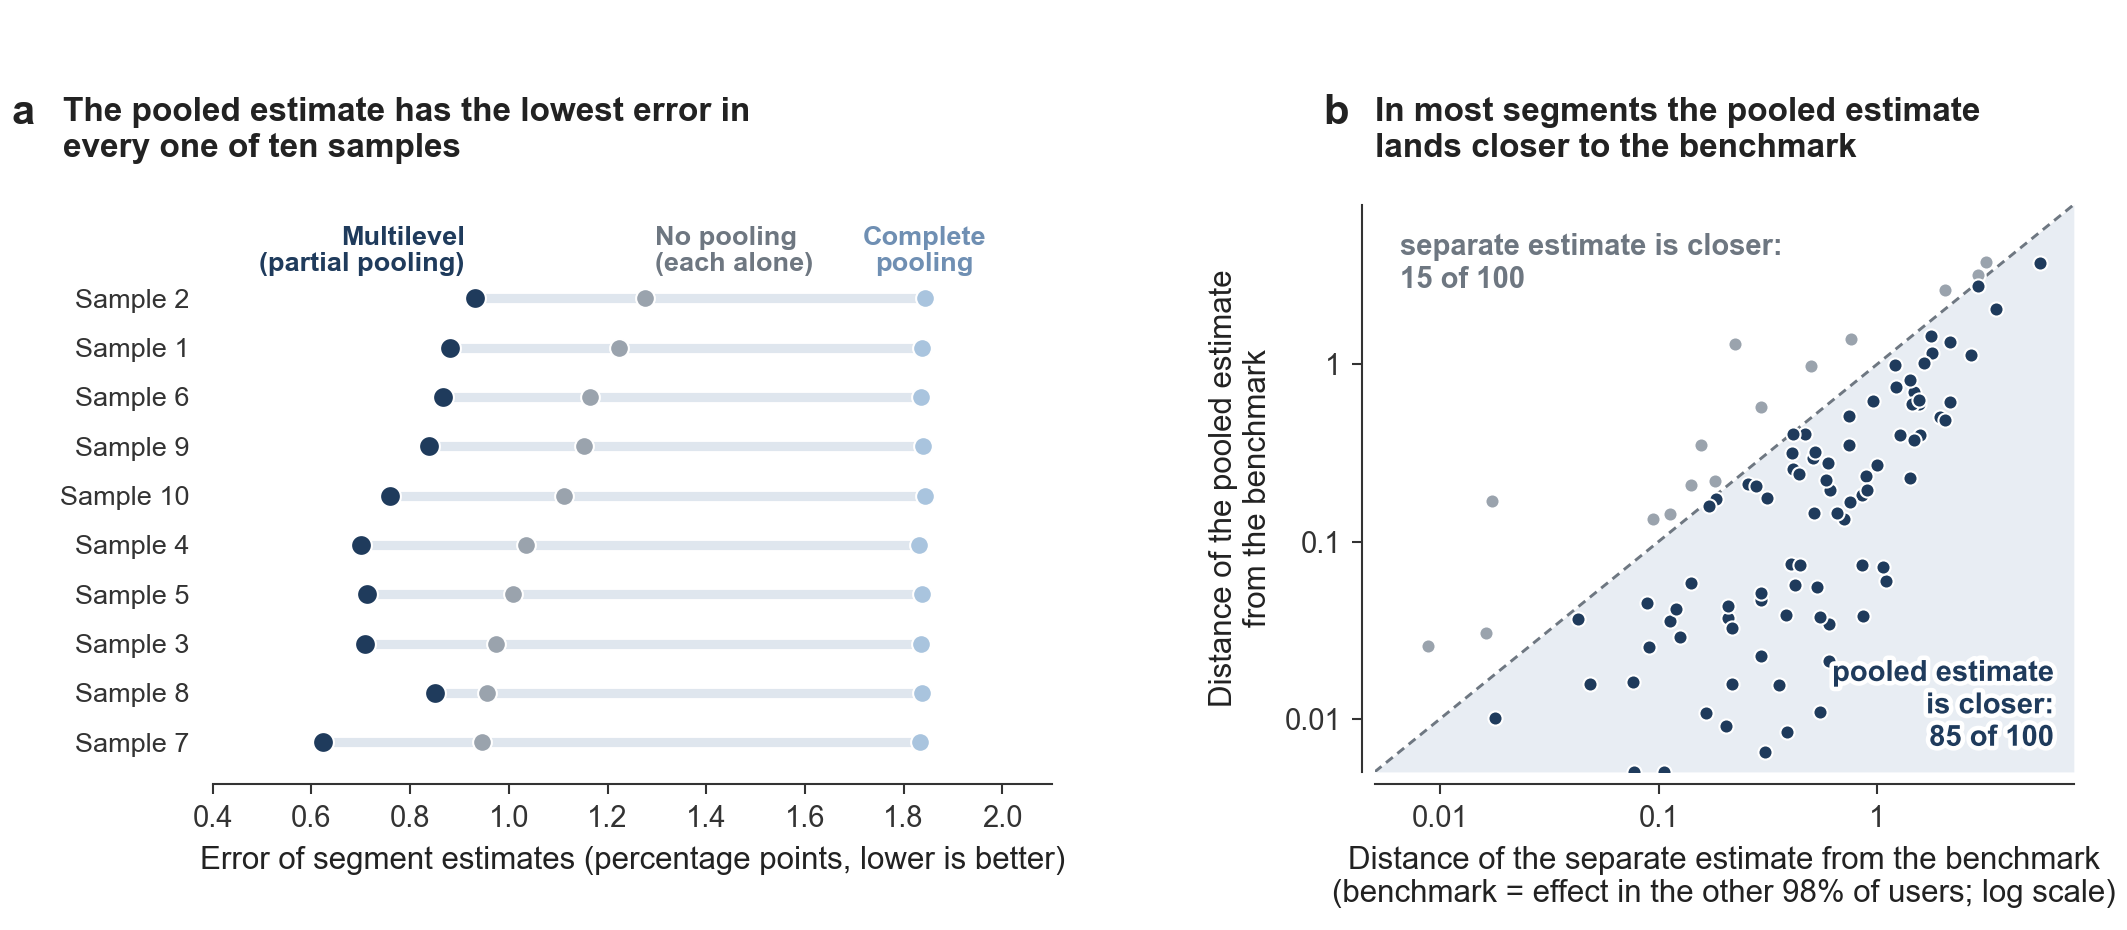 a
The pooled estimate has the lowest error in
every one of ten samples
Multilevel
(partial pooling)
No pooling
(each alone)
Complete
pooling
Sample 2
Sample 1
Sample 6
Sample 9
Sample 10
Sample 4
Sample 5
Sample 3
Sample 8
Sample 7
0.4 0.6 0.8 1.0 1.2 1.4 1.6 1.8 2.0
Error of segment estimates (percentage points, lower is better)
b
In most segments the pooled estimate
lands closer to the benchmark
Distance of the pooled estimate
from the benchmark
separate estimate is closer:
15 of 100
1
0.1
0.01
pooled estimate
is closer:
85 of 100
0.01 0.1 1
Distance of the separate estimate from the benchmark
(benchmark = effect in the other 98% of users; log scale)